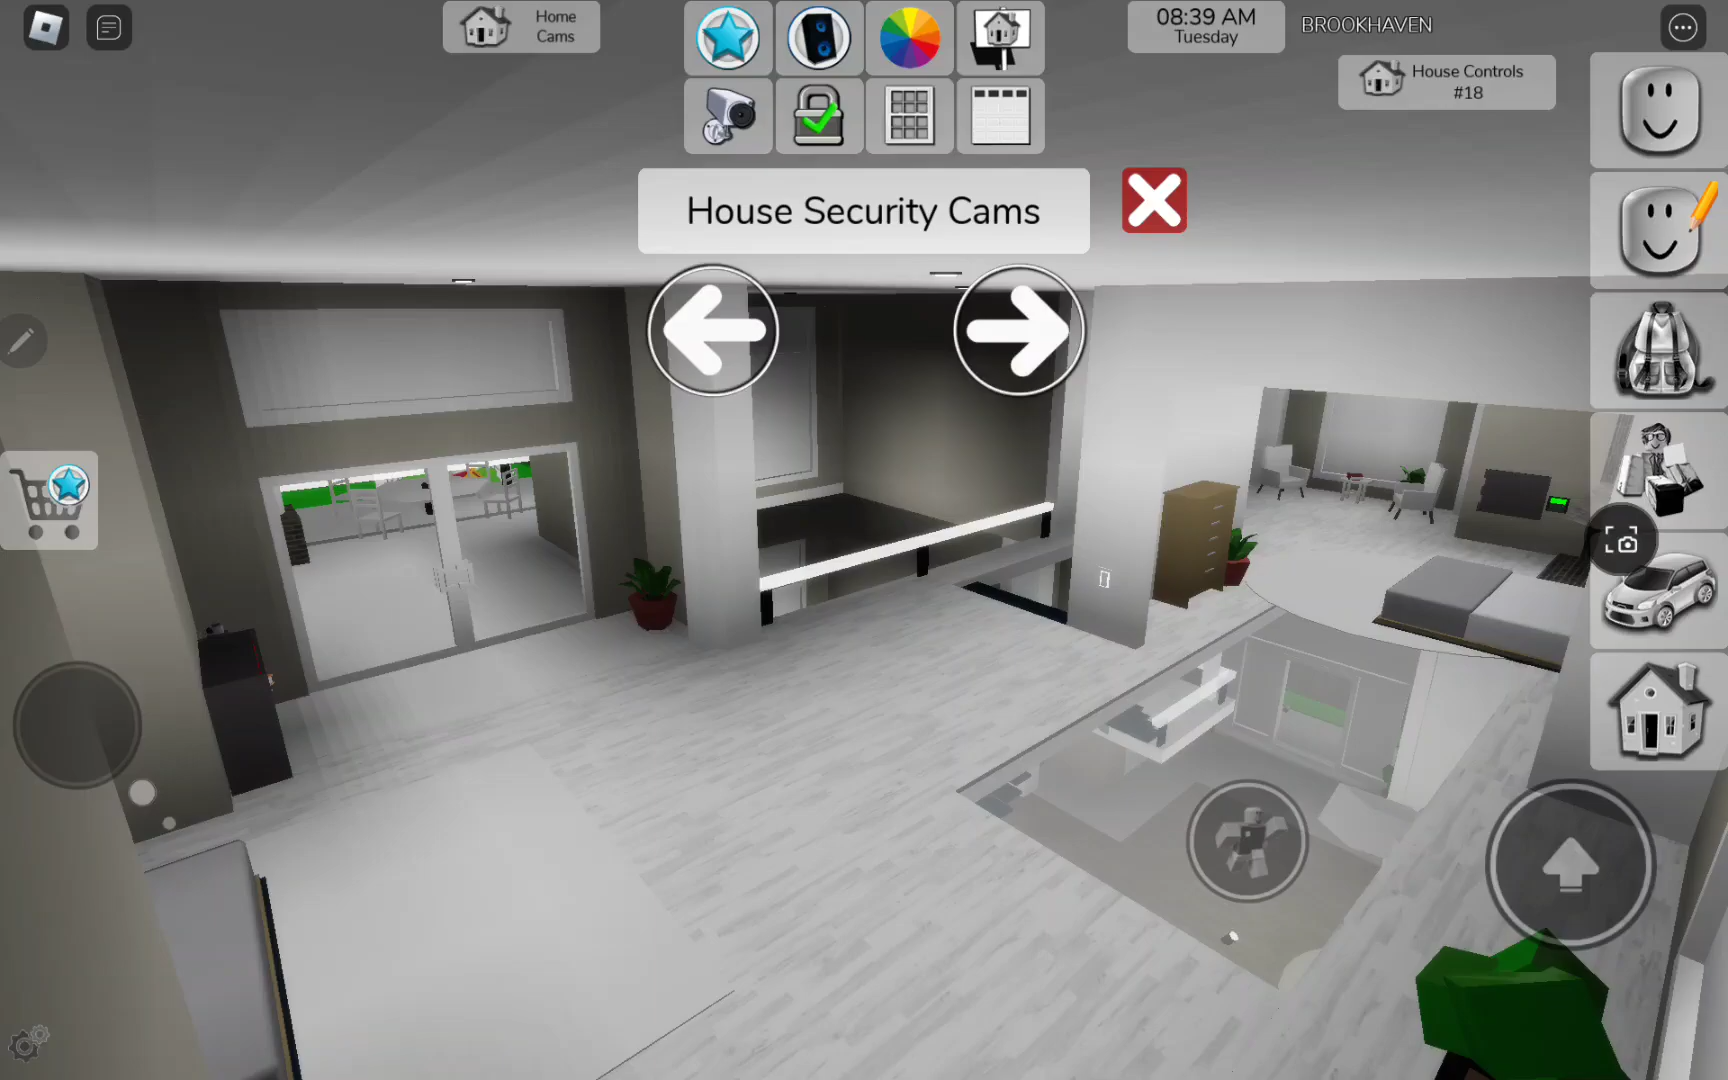 Home
Cams
08:39 AM
Tuesday
BROOKHAVEN
House Controls
#18
House Security Cams